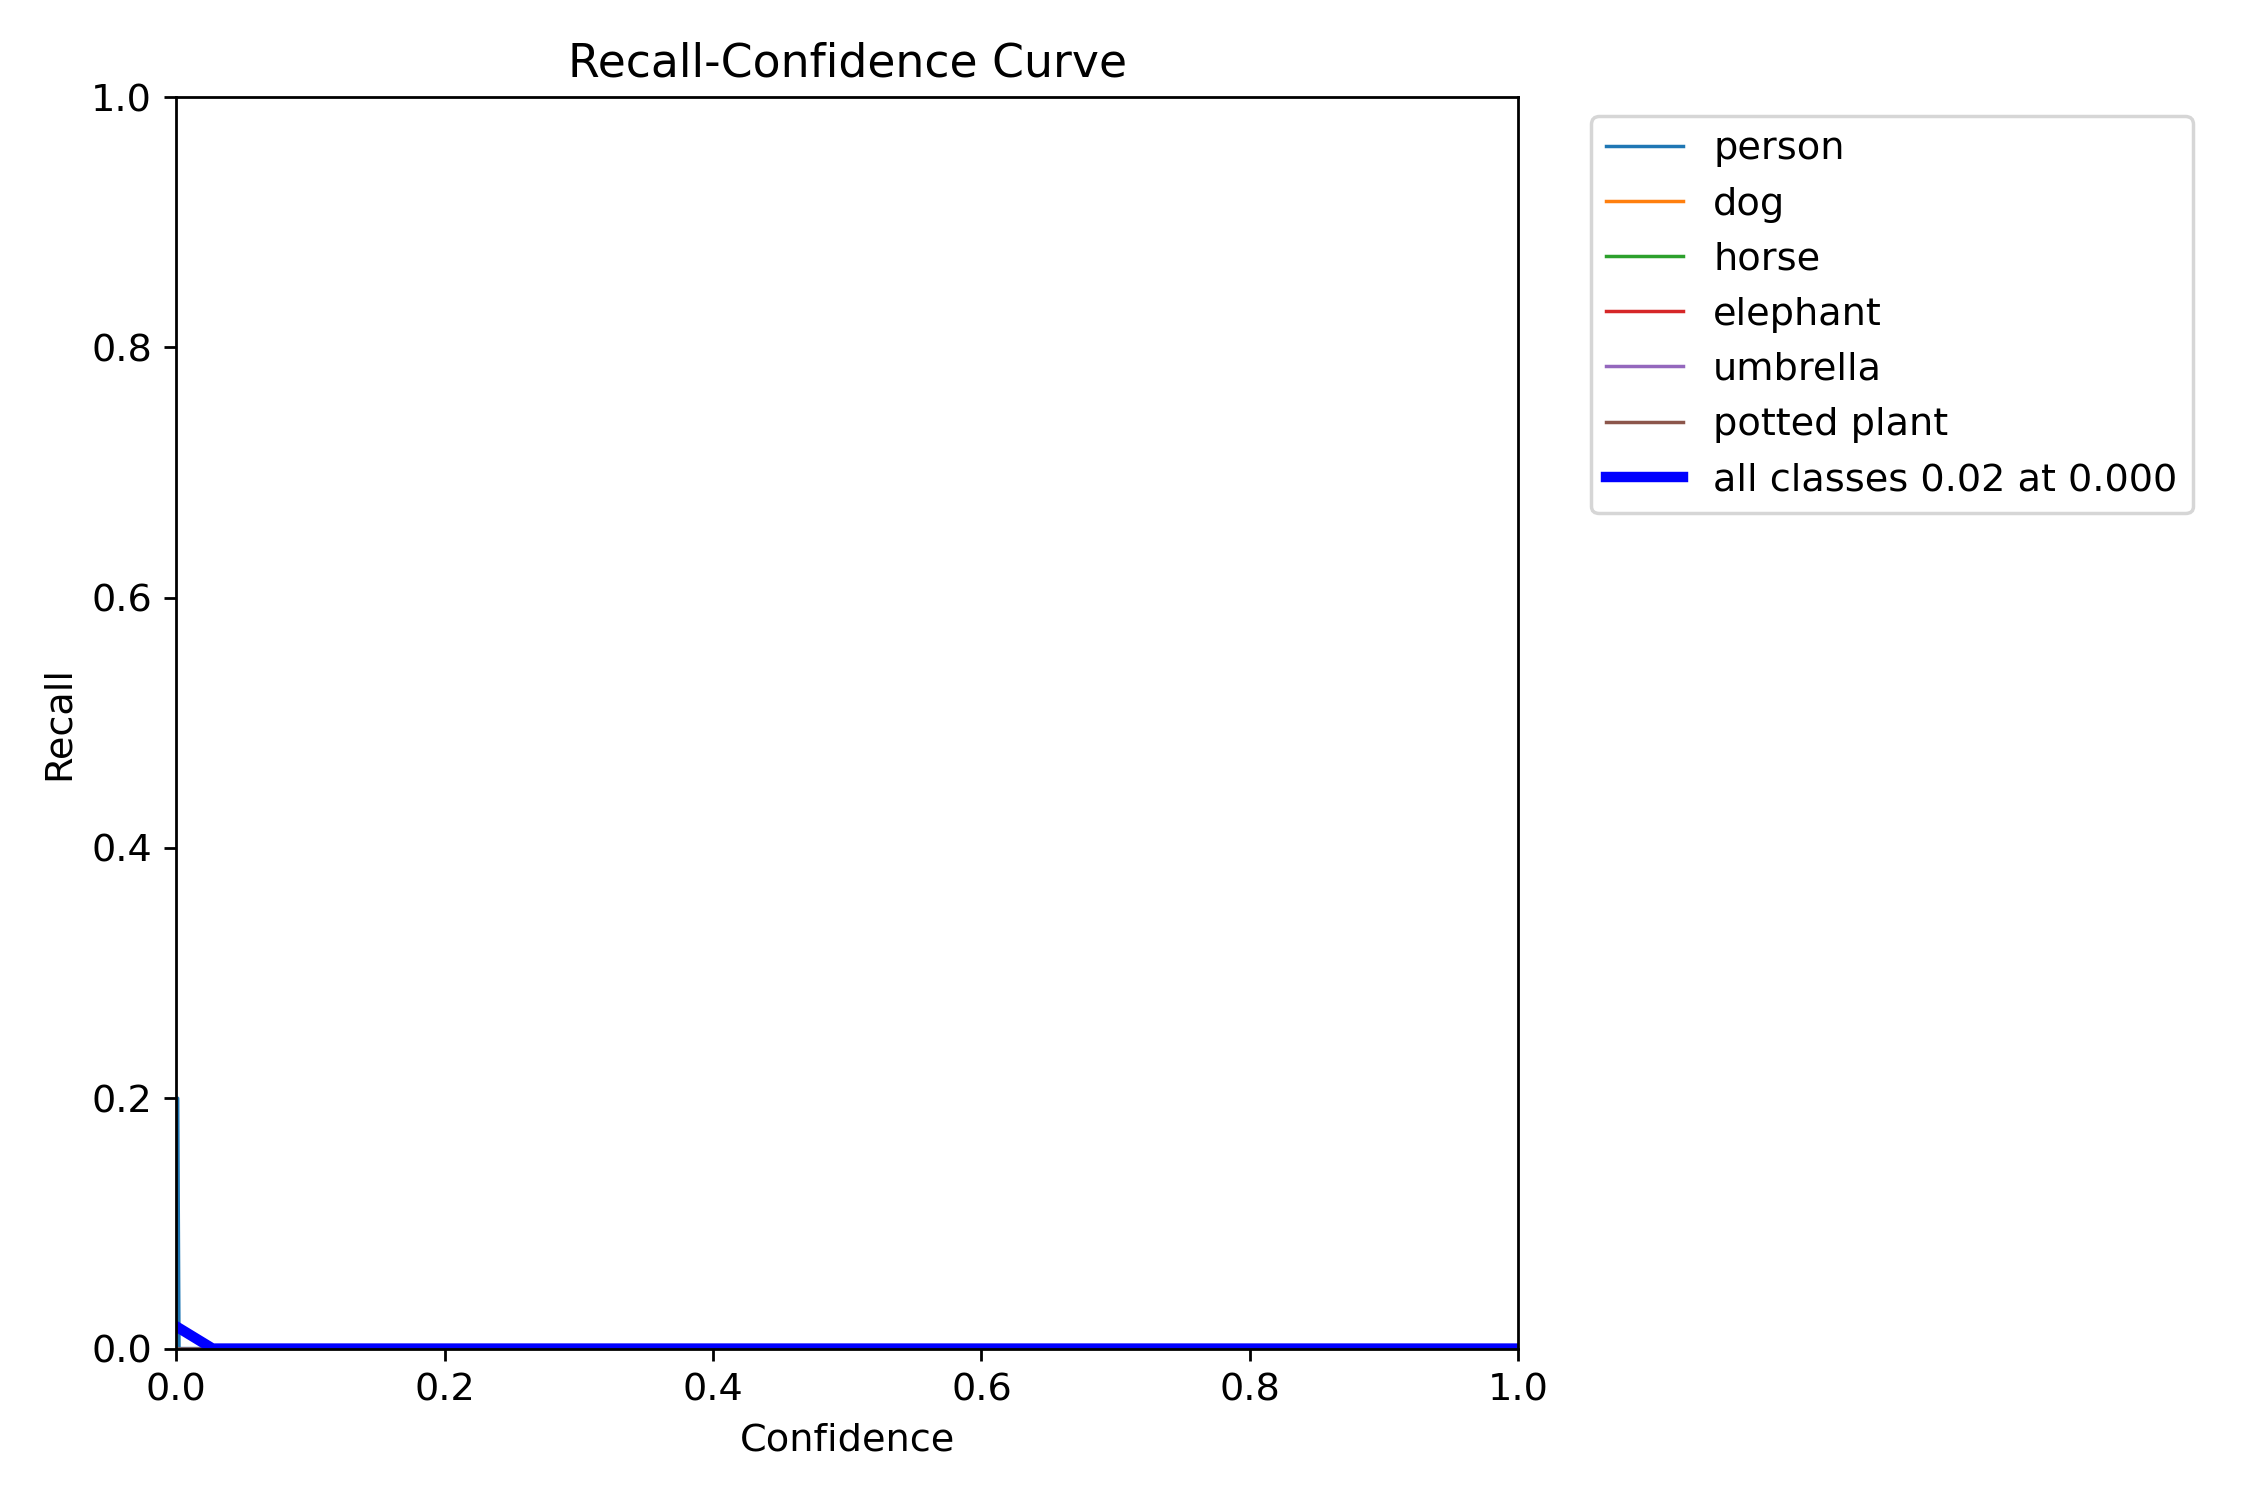 Recall-Confidence Curve
1.0
0.8
0.6
0.4
0.2
0.0
Recall
0.0 0.2 0.4 0.6 0.8 1.0
Confidence
person
dog
horse
elephant
umbrella
potted plant
all classes 0.02 at 0.000